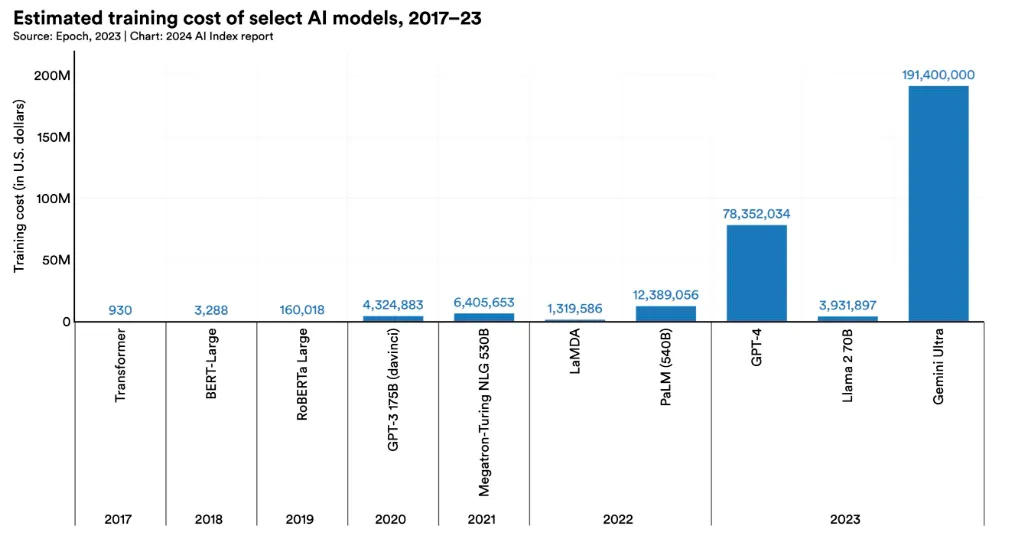 Estimated training cost of select AI models, 2017–23
Source: Epoch, 2023 | Chart: 2024 AI Index report
Training cost (in U.S. dollars)
200M
150M
100M
50M
0
930
3,288
160,018
4,324,883
6,405,653
1,319,586
12,389,056
78,352,034
3,931,897
191,400,000
Transformer
BERT-Large
RoBERTa Large
GPT-3 175B (davinci)
Megatron-Turing NLG 530B
LaMDA
PaLM (540B)
GPT-4
Llama 2 70B
Gemini Ultra
2017
2018
2019
2020
2021
2022
2023